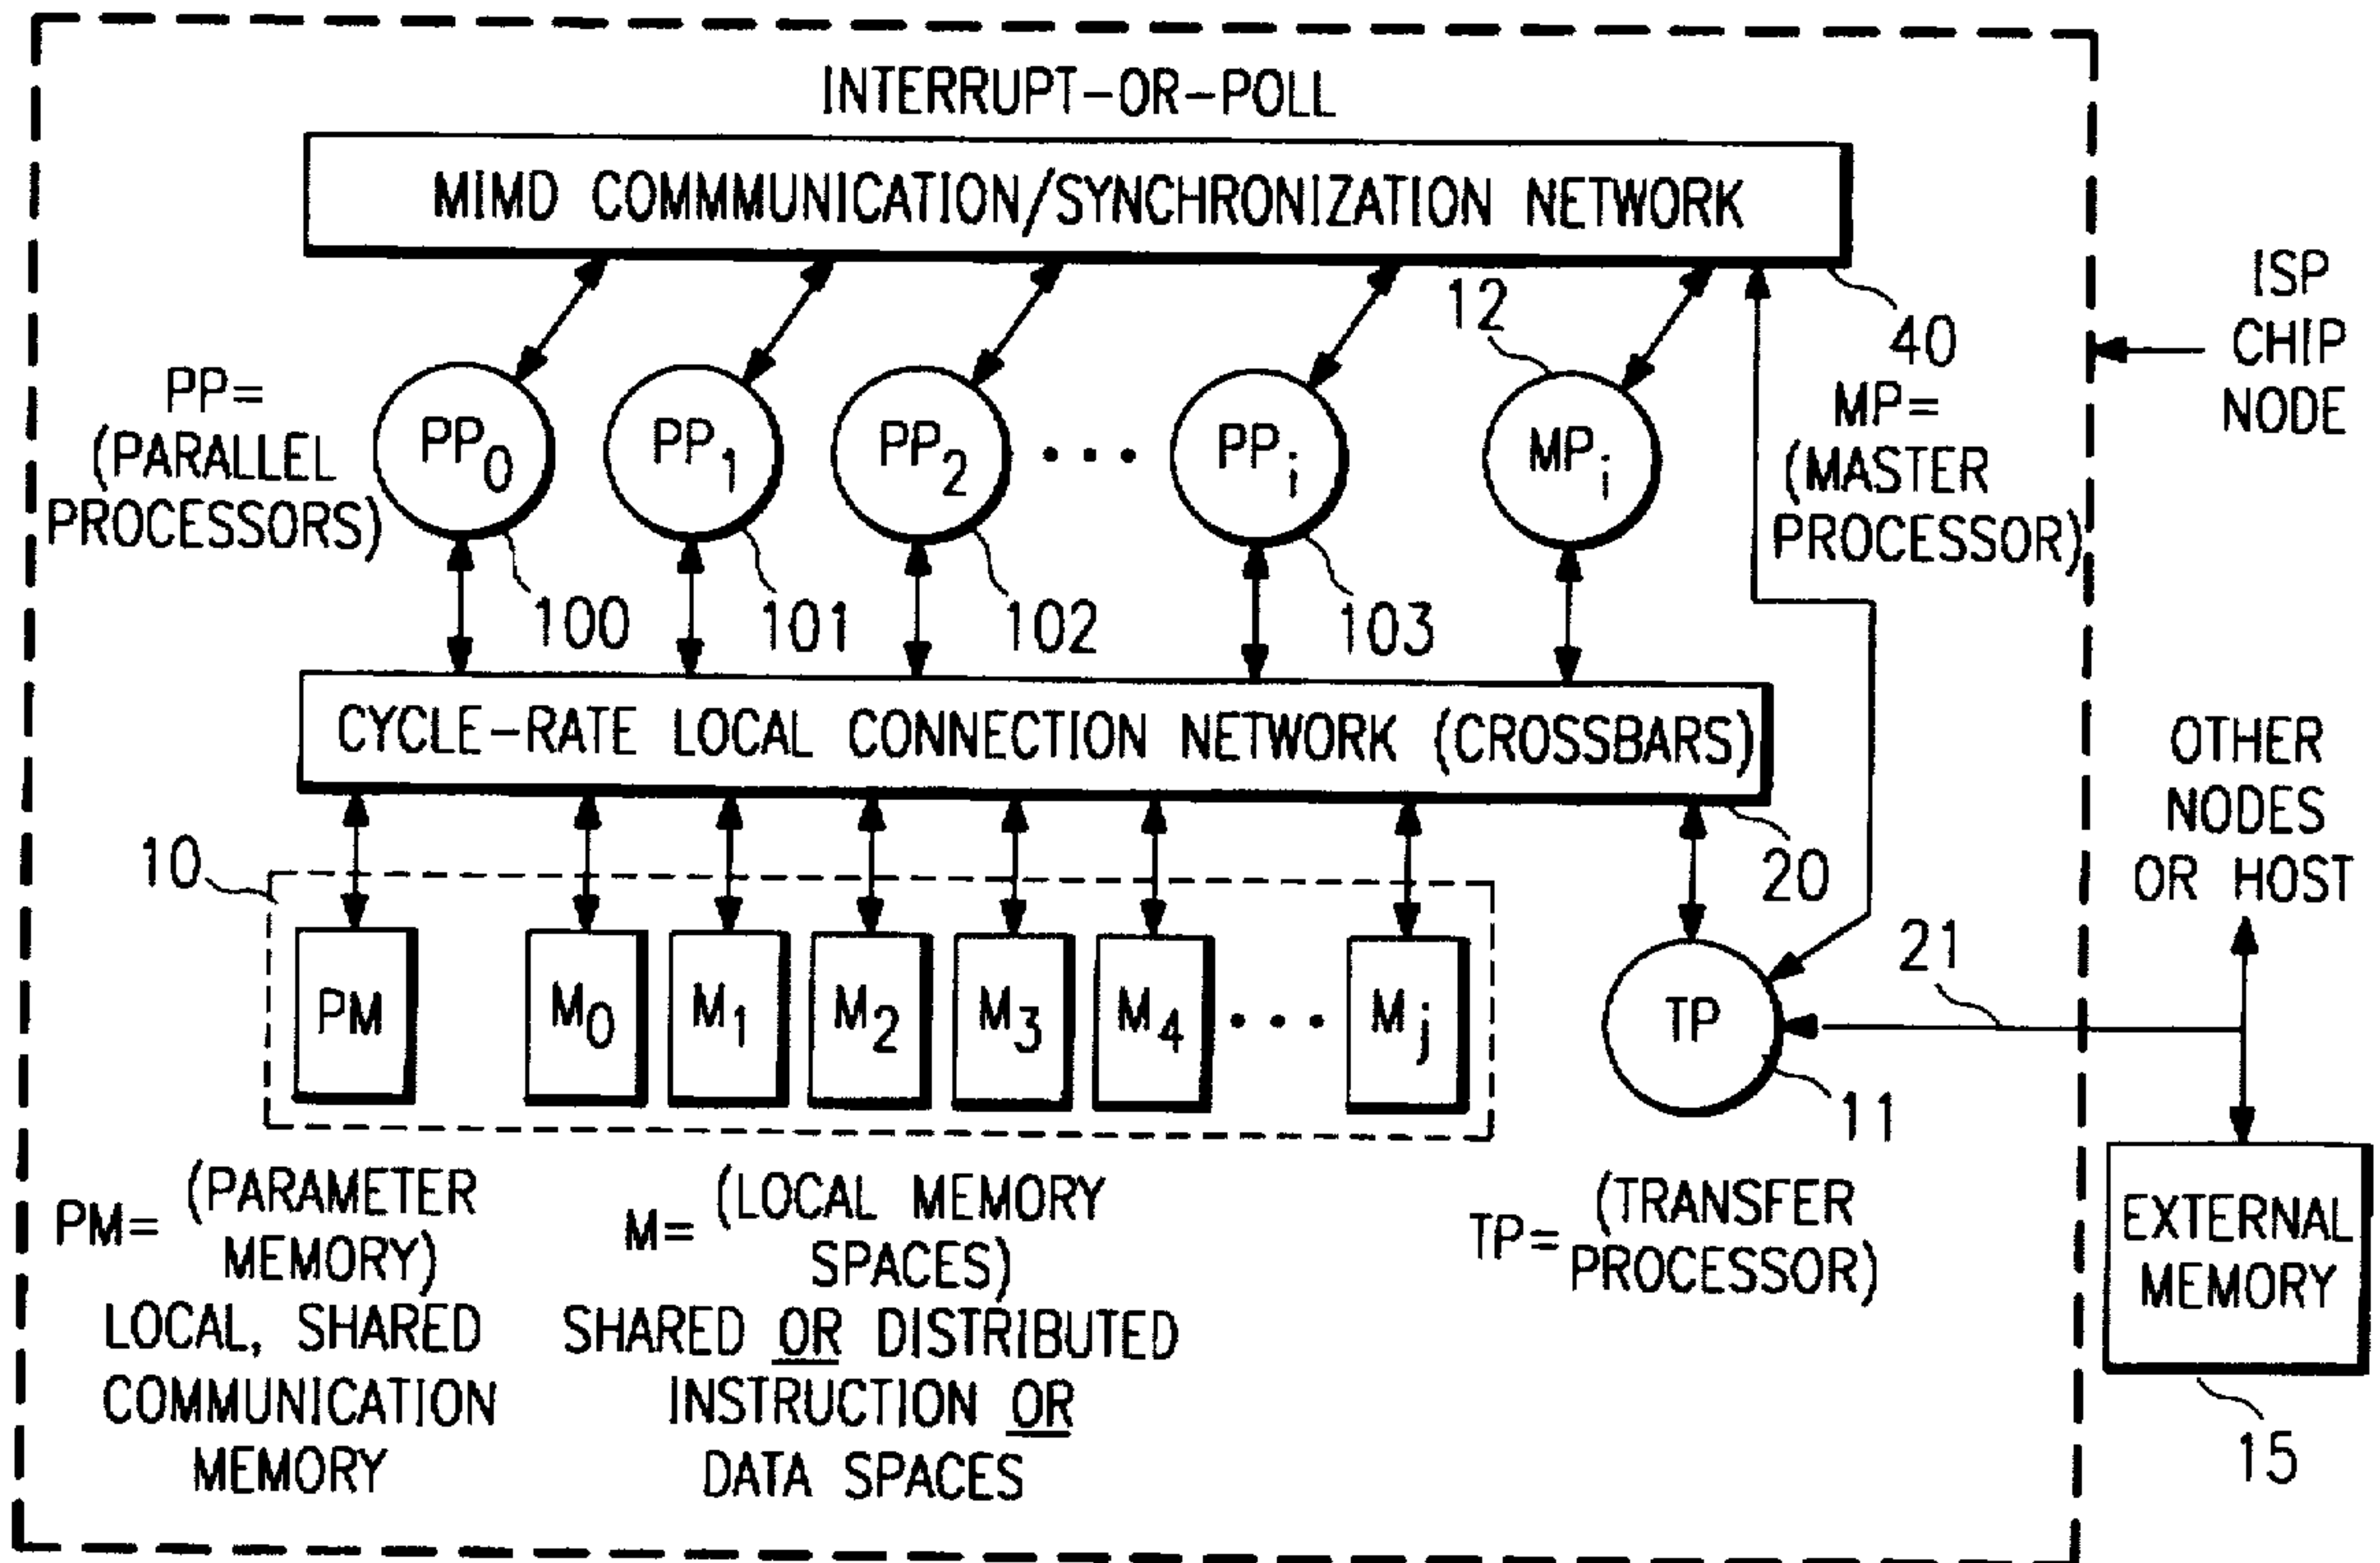 INTERRUPT-OR-POLL
MIMD COMMMUNICATION/SYNCHRONIZATION NETWORK
40
ISP
CHIP
NODE
12
PP=
(PARALLEL
PROCESSORS)
PP0
PP1
PP2
• • •
PPi
MPi
MP=
(MASTER
PROCESSOR)
100
101
102
103
CYCLE-RATE LOCAL CONNECTION NETWORK (CROSSBARS)
20
OTHER
NODES
OR HOST
10
PM
M0
M1
M2
M3
M4
• • •
Mj
TP
21
11
PM= (PARAMETER
MEMORY)
LOCAL, SHARED
COMMUNICATION
MEMORY
M= (LOCAL MEMORY
SPACES)
SHARED OR DISTRIBUTED
INSTRUCTION OR
DATA SPACES
TP= (TRANSFER
PROCESSOR)
EXTERNAL
MEMORY
15